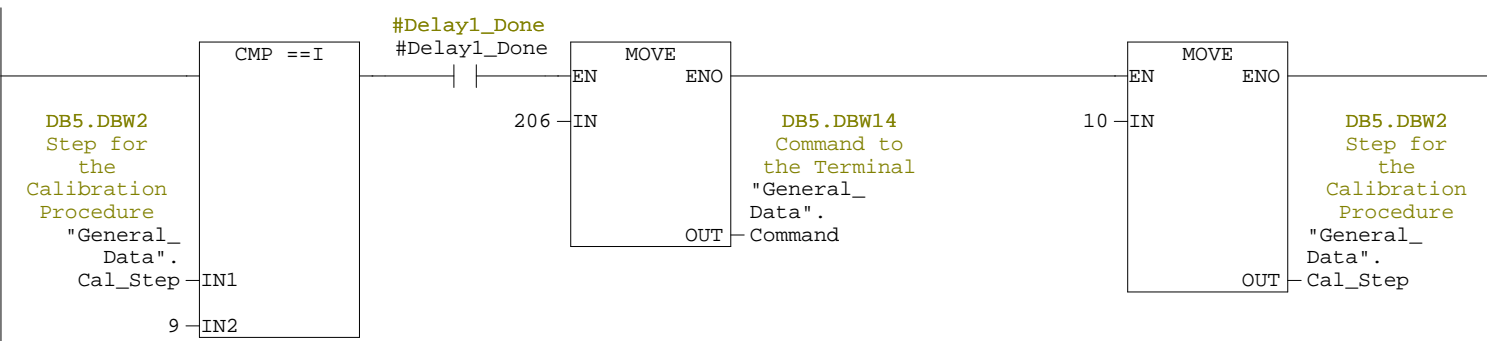 #Delay1_Done
CMP ==I
#Delay1_Done
MOVE
MOVE
EN
ENO
EN
ENO
DB5.DBW2
Step for
the
Calibration
Procedure
"General_
Data".
Cal_Step
IN1
9
IN2
206
IN
DB5.DBW14
Command to
the Terminal
"General_
Data".
OUT
Command
10
IN
DB5.DBW2
Step for
the
Calibration
Procedure
"General_
Data".
OUT
Cal_Step